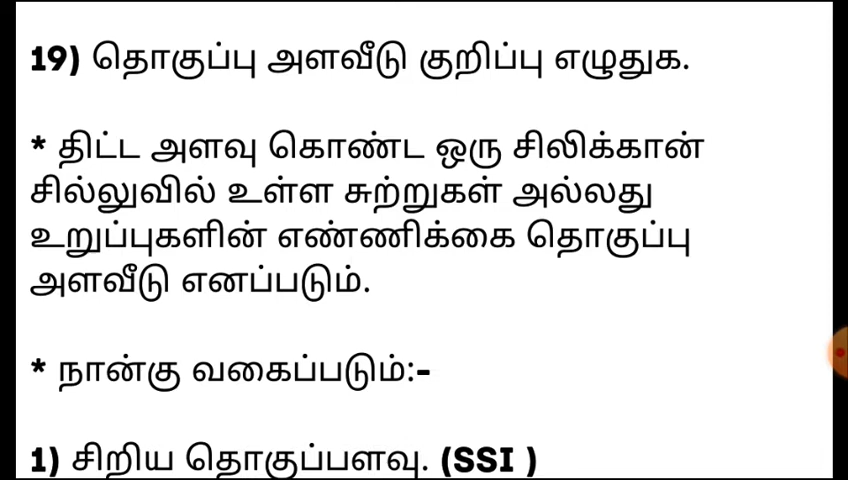 19) தொகுப்பு அளவீடு குறிப்பு எழுதுக.
* திட்ட அளவு கொண்ட ஒரு சிலிக்கான்
சில்லுவில் உள்ள சுற்றுகள் அல்லது
உறுப்புகளின் எண்ணிக்கை தொகுப்பு
அளவீடு எனப்படும்.
* நான்கு வகைப்படும்:-
1) சிறிய தொகுப்பளவு. (SSI )